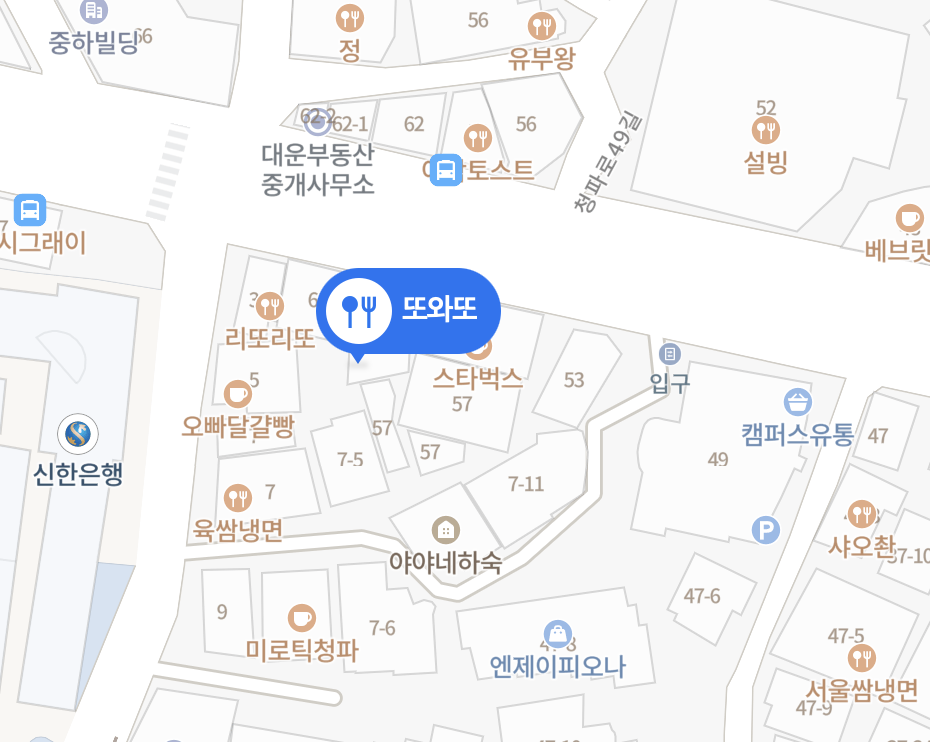 중하빌딩
56
정
56
유부왕
62-1
62
56
52
설빙
대운부동산
중개사무소
토스트
청파로49길
시그래이
베브릿
리또리또
또와또
스타벅스
57
53
입구
5
오빠달걀빵
57
7-5
57
캠퍼스유통
47
49
신한은행
7
육쌈냉면
7-11
야야네하숙
P
샤오촨
37-10
9
미로틱청파
7-6
엔제이피오나
47-6
47-5
서울쌈냉면
47-9